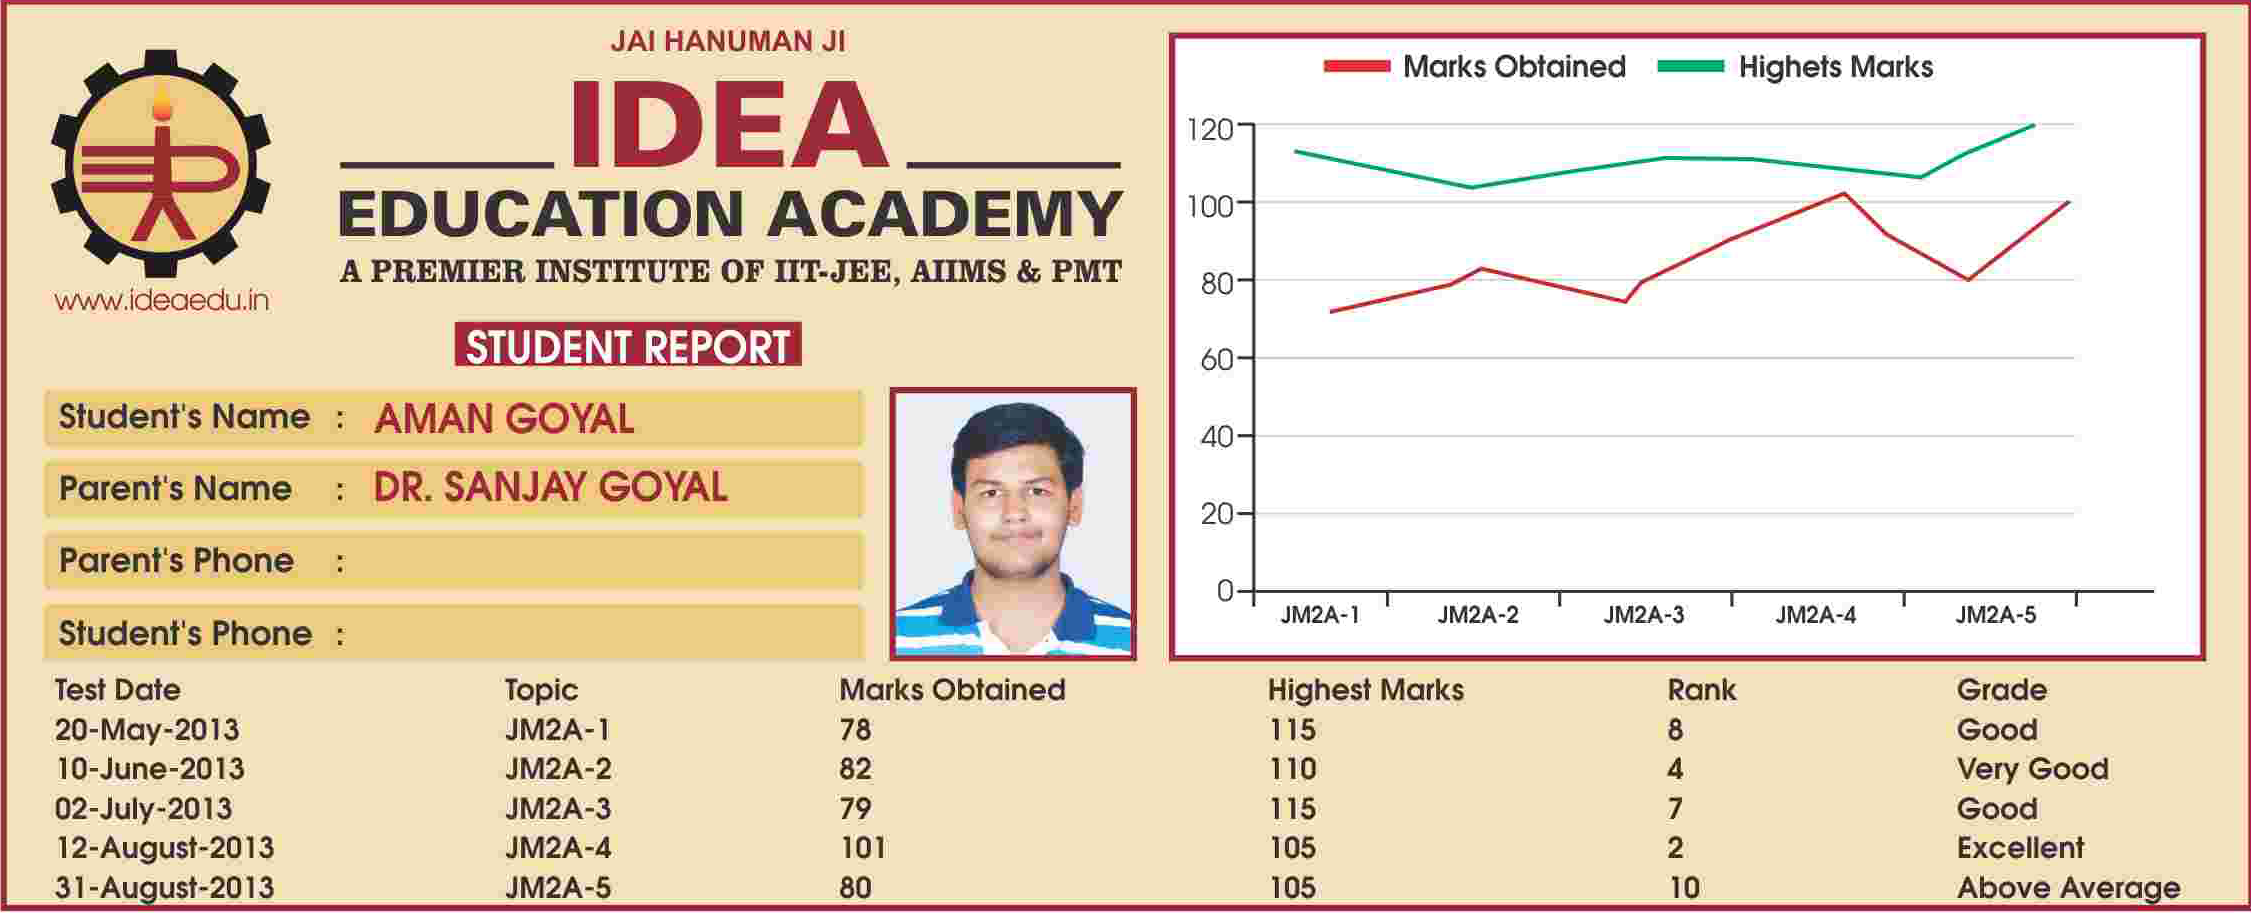 JAI HANUMAN JI
IDEA
EDUCATION ACADEMY
A PREMIER INSTITUTE OF IIT-JEE, AIIMS & PMT
www.ideaedu.in
STUDENT REPORT
Student's Name : AMAN GOYAL
Parent's Name : DR. SANJAY GOYAL
Parent's Phone :
Student's Phone :
Marks Obtained Highets Marks
120
100
80
60
40
20
0
JM2A-1 JM2A-2 JM2A-3 JM2A-4 JM2A-5
Test Date Topic Marks Obtained Highest Marks Rank Grade
20-May-2013 JM2A-1 78 115 8 Good
10-June-2013 JM2A-2 82 110 4 Very Good
02-July-2013 JM2A-3 79 115 7 Good
12-August-2013 JM2A-4 101 105 2 Excellent
31-August-2013 JM2A-5 80 105 10 Above Average